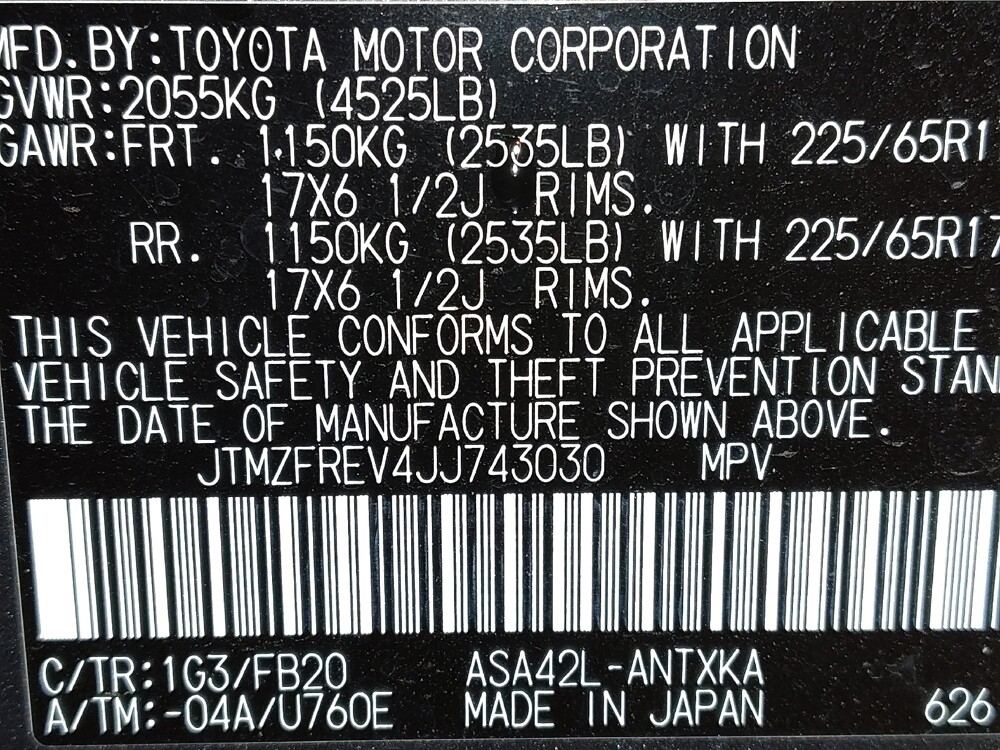 MFD.BY:TOYOTA MOTOR CORPORATION
GVWR:2055KG (4525LB)
GAWR:FRT. 1150KG (2535LB) WITH 225/65R1
17X6 1/2J RIMS.
RR. 1150KG (2535LB) WITH 225/65R17
17X6 1/2J RIMS.
THIS VEHICLE CONFORMS TO ALL APPLICABLE
VEHICLE SAFETY AND THEFT PREVENTION STAN
THE DATE OF MANUFACTURE SHOWN ABOVE.
JTMZFREV4JJ743030 MPV
C/TR:1G3/FB20 ASA42L-ANTXKA
A/TM:-04A/U760E MADE IN JAPAN 626